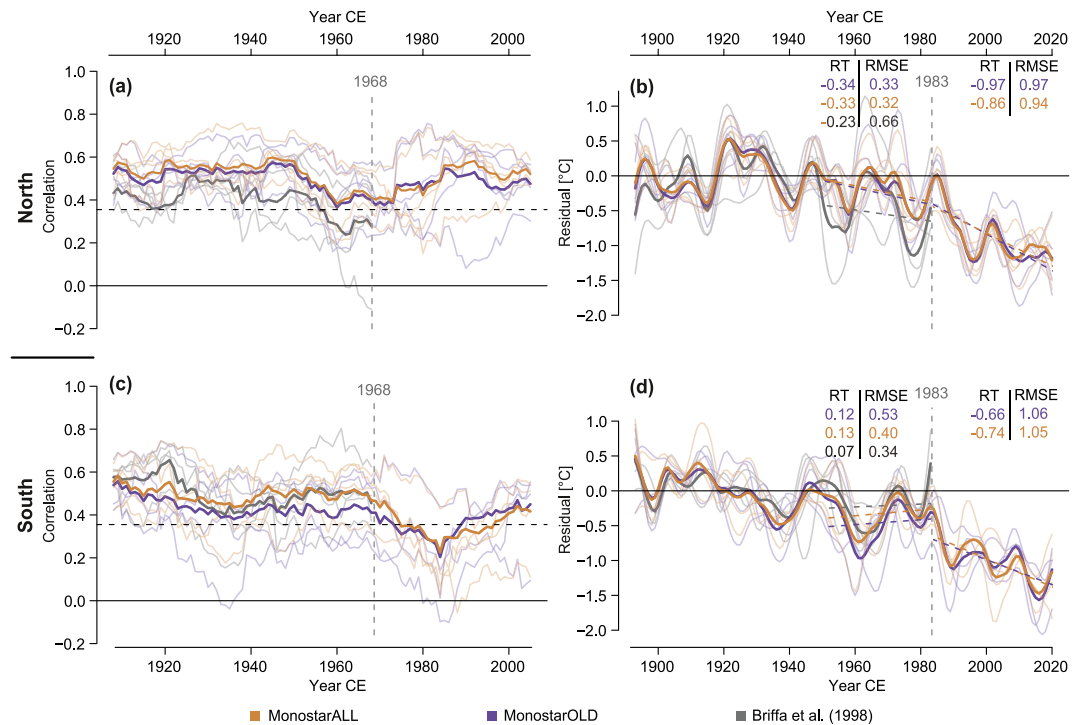 Year CE
1920 1940 1960 1980 2000
North
Correlation
1.0
0.8
0.6
0.4
0.2
0.0
−0.2
(a)
1968
Year CE
1900 1920 1940 1960 1980 2000 2020
Residual [°C]
1.0
0.5
0.0
−0.5
−1.0
−1.5
−2.0
(b)
RT RMSE
-0.34 0.33
-0.33 0.32
-0.23 0.66
1983
RT RMSE
-0.97 0.97
-0.86 0.94
South
Correlation
1.0
0.8
0.6
0.4
0.2
0.0
−0.2
(c)
1968
1920 1940 1960 1980 2000
Year CE
Residual [°C]
1.0
0.5
0.0
−0.5
−1.0
−1.5
−2.0
(d)
RT RMSE
0.12 0.53
0.13 0.40
0.07 0.34
1983
RT RMSE
-0.66 1.06
-0.74 1.05
1900 1920 1940 1960 1980 2000 2020
Year CE
MonostarALL MonostarOLD Briffa et al. (1998)